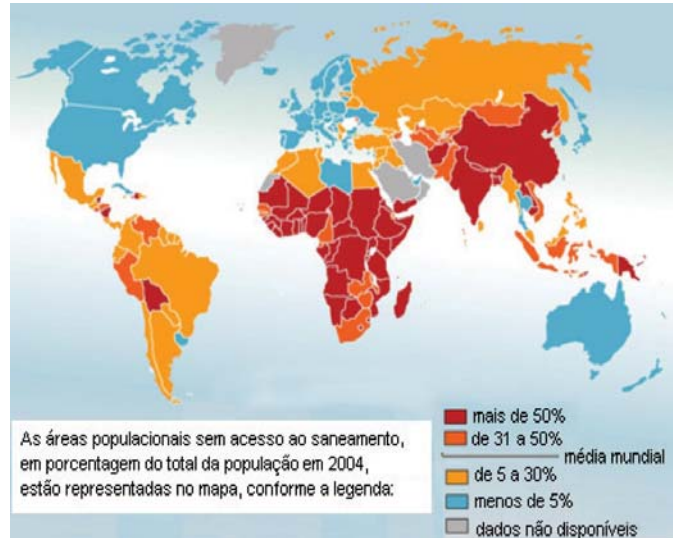 As áreas populacionais sem acesso ao saneamento,
em porcentagem do total da população em 2004,
estão representadas no mapa, conforme a legenda:
mais de 50%
de 31 a 50%
média mundial
de 5 a 30%
menos de 5%
dados não disponíveis